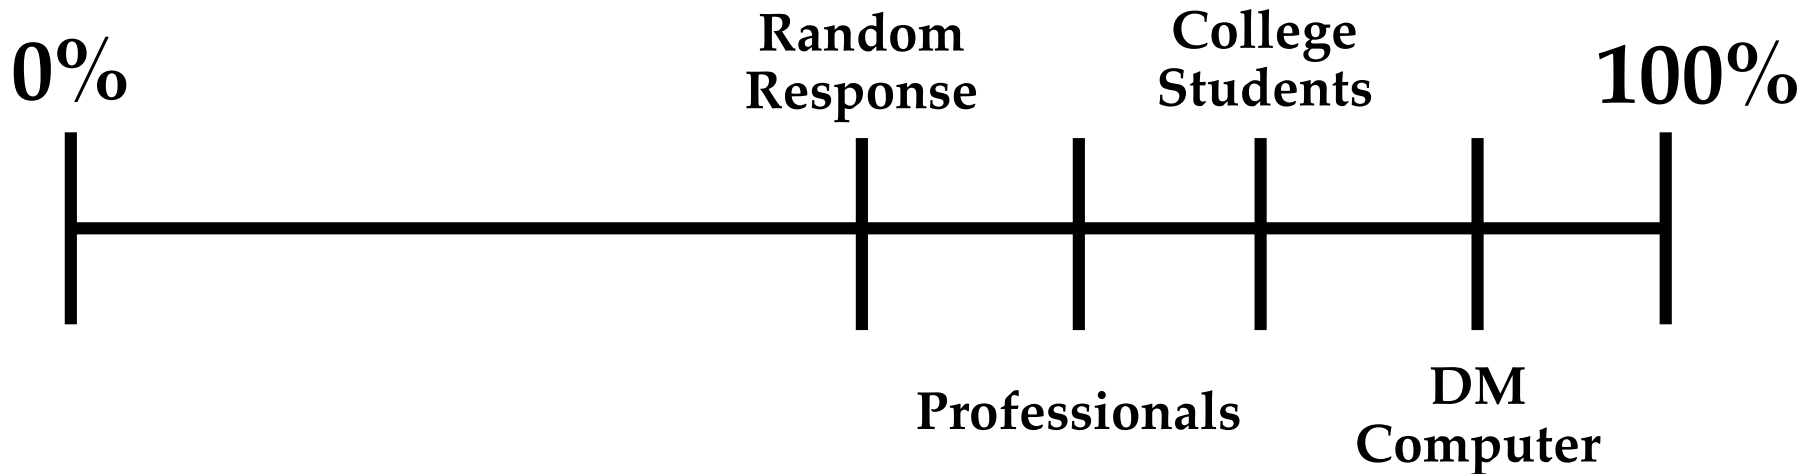 0%
Random
Response
College
Students
100%
Professionals
DM
Computer